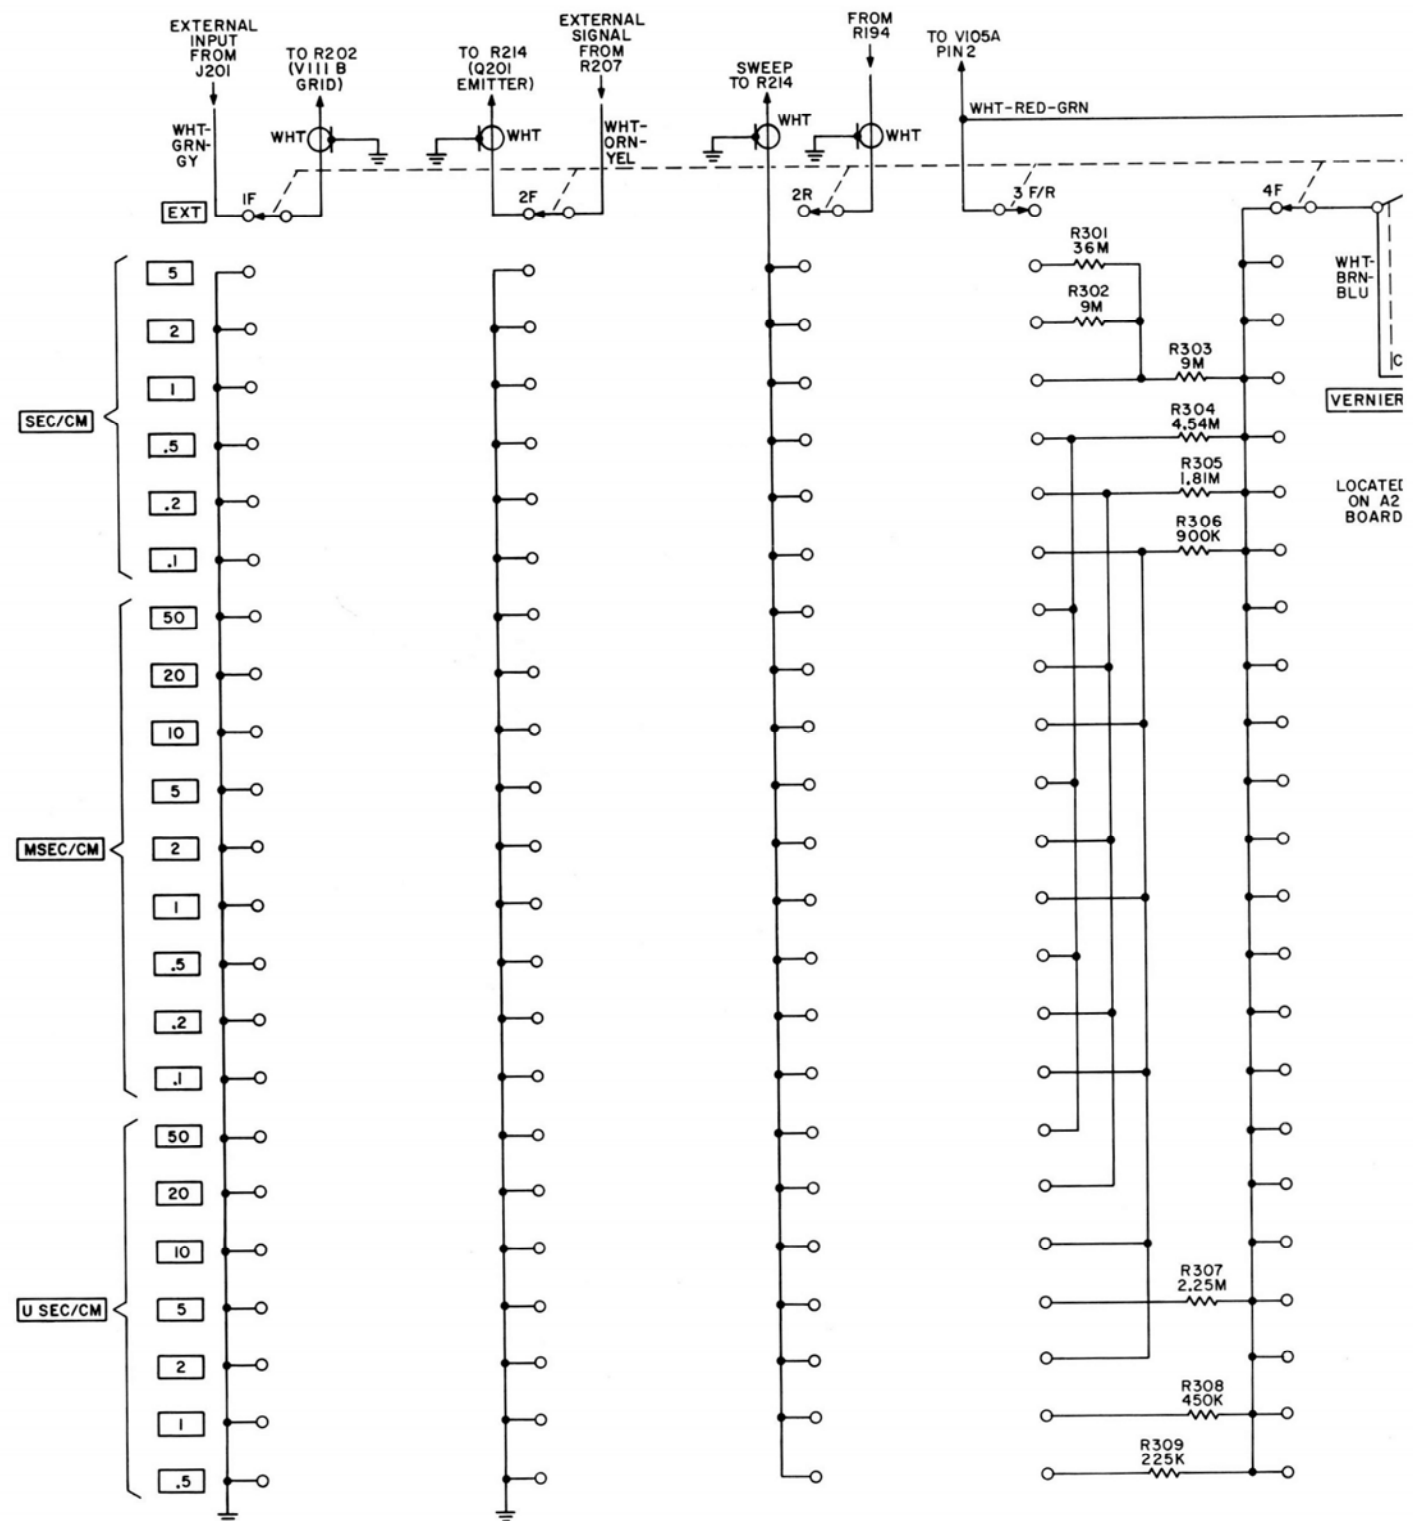 EXTERNAL
INPUT
FROM
J201
TO R202
(V111 B
GRID)
TO R214
(Q201
EMITTER)
EXTERNAL
SIGNAL
FROM
R207
SWEEP
TO R214
FROM
R194
TO V105A
PIN 2
WHT-RED-GRN
WHT-
GRN-
GY
WHT
WHT
WHT-
ORN-
YEL
WHT
WHT
EXT
1F
2F
2R
3 F/R
4F
WHT-
BRN-
BLU
C
VERNIER
LOCATED
ON A2
BOARD
SEC/CM
5
2
1
.5
.2
.1
MSEC/CM
50
20
10
5
2
1
.5
.2
.1
U SEC/CM
50
20
10
5
2
1
.5
R301
36M
R302
9M
R303
9M
R304
4.54M
R305
1.81M
R306
900K
R307
2.25M
R308
450K
R309
225K